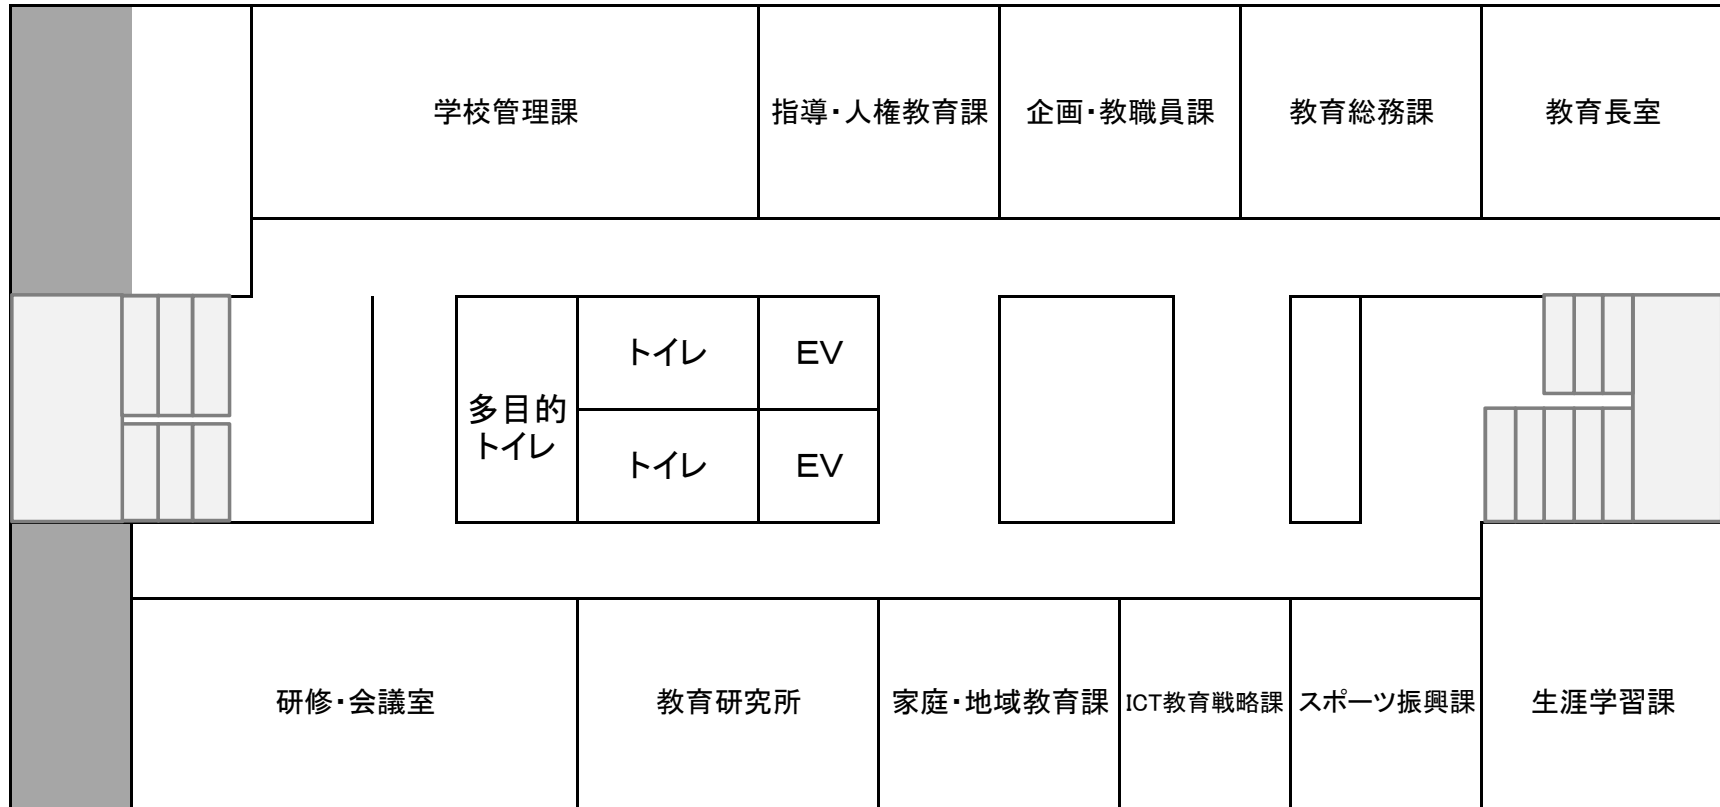 学校管理課
指導・人権教育課
企画・教職員課
教育総務課
教育長室
トイレ
EV
多目的
トイレ
トイレ
EV
研修・会議室
教育研究所
家庭・地域教育課
ICT教育戦略課
スポーツ振興課
生涯学習課